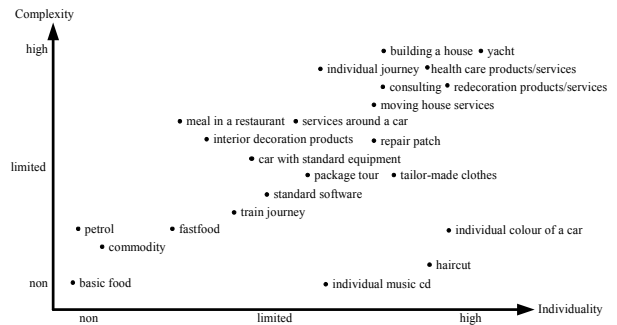 Complexity
high
building a house
yacht
individual journey
health care products/services
consulting
redecoration products/services
moving house services
meal in a restaurant
services around a car
interior decoration products
repair patch
car with standard equipment
limited
package tour
tailor-made clothes
standard software
train journey
petrol
fastfood
individual colour of a car
commodity
haircut
non
basic food
individual music cd
Individuality
non
limited
high